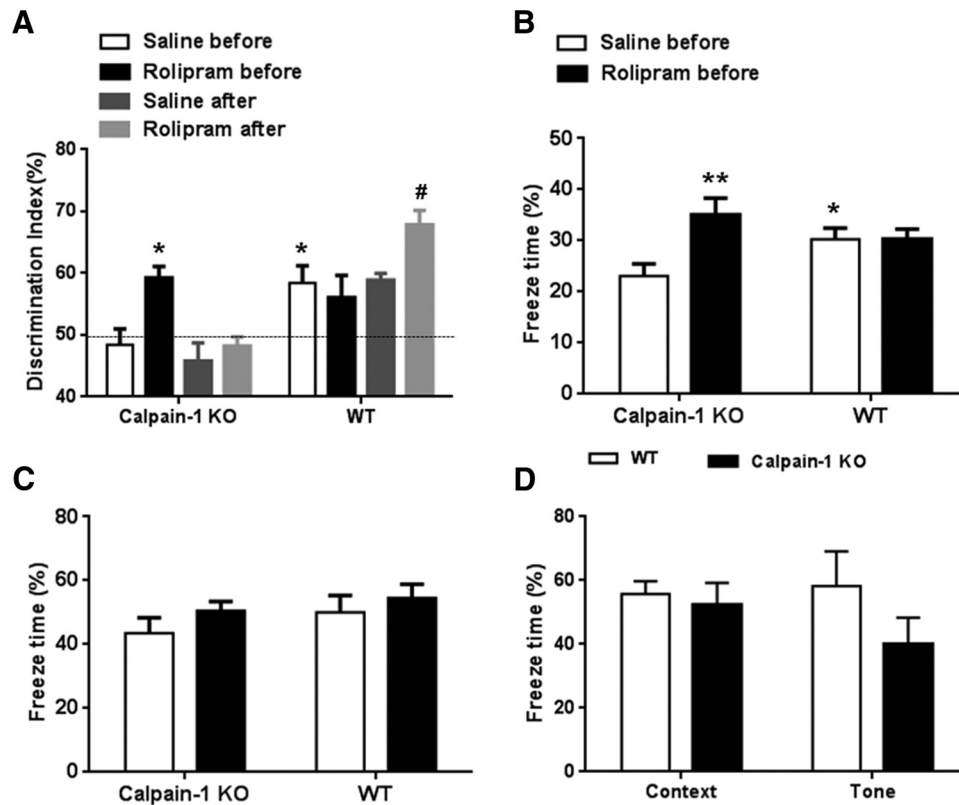 A
Saline before
Rolipram before
Saline after
Rolipram after
Discrimination Index(%)
80
70
60
50
40
*
*
#
Calpain-1 KO
WT
B
Saline before
Rolipram before
Freeze time (%)
50
40
30
20
10
0
**
*
Calpain-1 KO
WT
C
Freeze time (%)
80
60
40
20
0
Calpain-1 KO
WT
WT
Calpain-1 KO
D
Freeze time (%)
80
60
40
20
0
Context
Tone